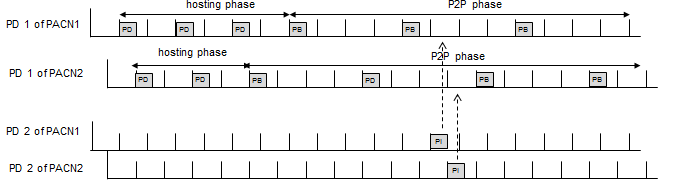 hosting phase P2P phase
PD 1 of PACN1 PD PD PD PB PB PB
hosting phase P2P phase
PD 1 of PACN2 PD PD PB PD PB PB
PD 2 of PACN1 PI
PD 2 of PACN2 PI